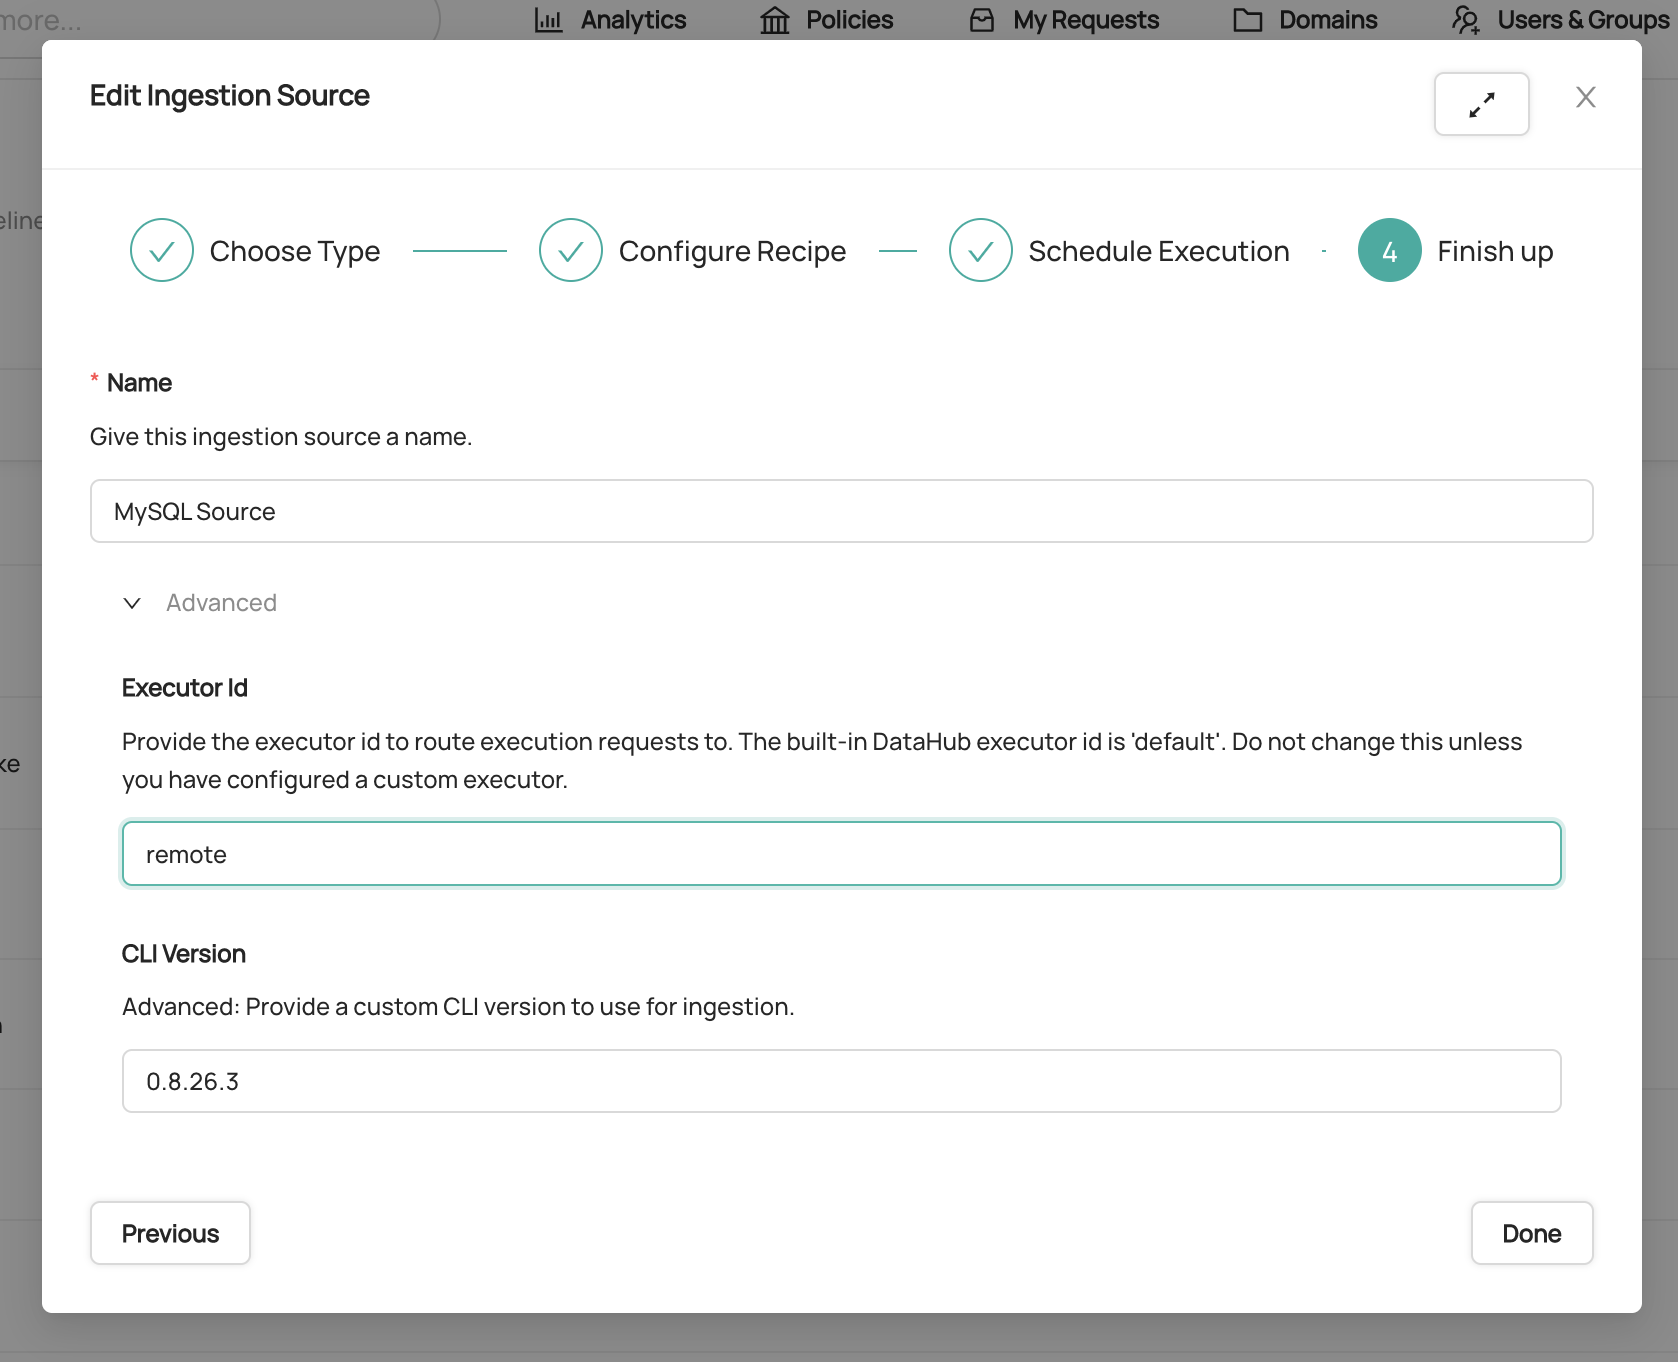 more...
Analytics
Policies
My Requests
Domains
Users & Groups
Edit Ingestion Source
Choose Type
Configure Recipe
Schedule Execution
4
Finish up
* Name
Give this ingestion source a name.
MySQL Source
Advanced
Executor Id
Provide the executor id to route execution requests to. The built-in DataHub executor id is 'default'. Do not change this unless
you have configured a custom executor.
remote
CLI Version
Advanced: Provide a custom CLI version to use for ingestion.
0.8.26.3
Previous
Done